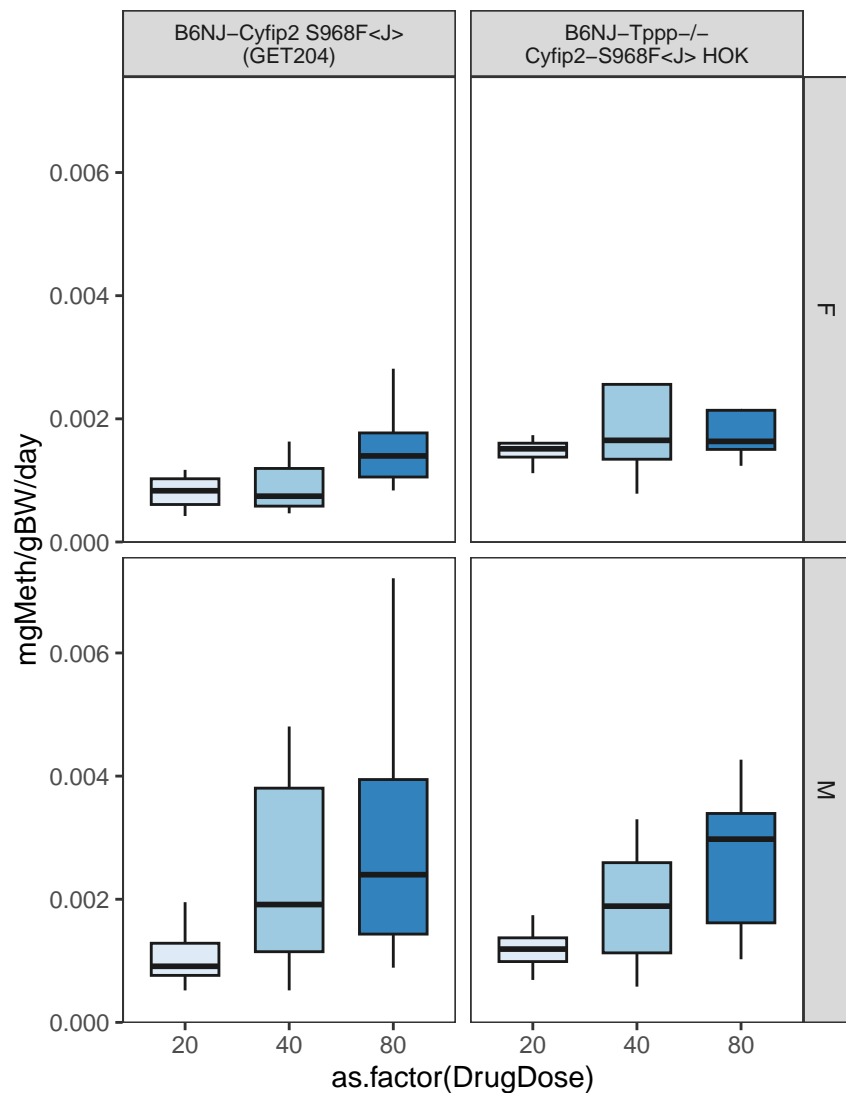 B6NJ−Cyfip2 S968F<J>
(GET204)
B6NJ−Tppp−/−
Cyfip2−S968F<J> HOK
mgMeth/gBW/day
0.006
0.004
0.002
0.000
F
0.006
0.004
0.002
0.000
M
20
40
80
20
40
80
as.factor(DrugDose)